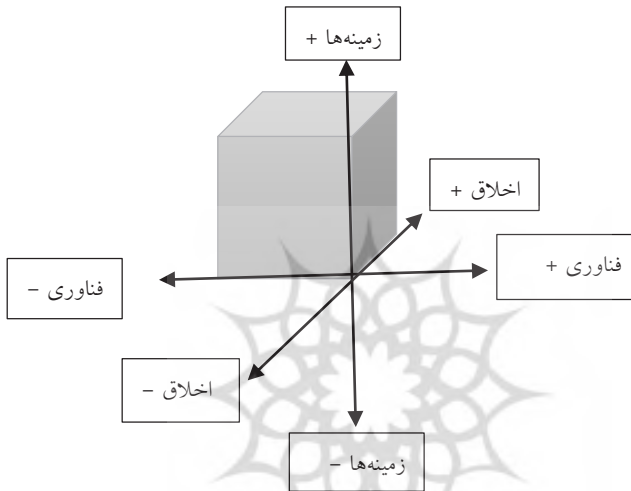 زمینه‌ها +
اخلاق +
فناوری +
فناوری −
اخلاق −
زمینه‌ها −